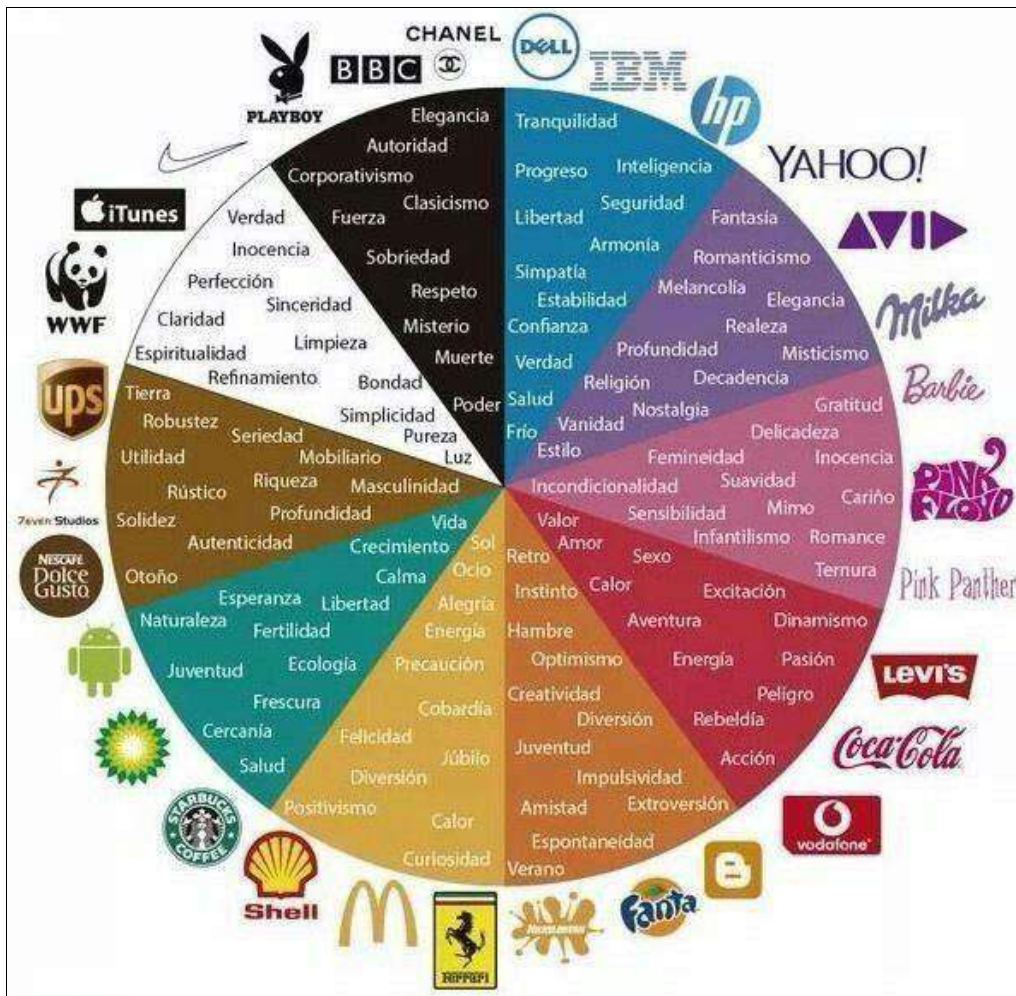 CHANEL
DELL
BBC
IBM
PLAYBOY
hp
YAHOO!
iTunes
AVID
WWF
Milka
ups
Barbie
7even Studios
PINK FLOYD
NESCAFÉ
Dolce
Gusto
Pink Panther
LEVI'S
Coca-Cola
STARBUCKS
COFFEE
vodafone
Shell
Ferrari
NICKELODEON
Fanta
Elegancia
Autoridad
Corporativismo
Clasicismo
Fuerza
Sobriedad
Respeto
Misterio
Muerte
Poder
Tranquilidad
Inteligencia
Progreso
Seguridad
Libertad
Armonía
Simpatía
Estabilidad
Confianza
Verdad
Salud
Frío
Fantasía
Romanticismo
Melancolía
Elegancia
Realeza
Profundidad
Misticismo
Decadencia
Religión
Nostalgia
Vanidad
Estilo
Gratitud
Delicadeza
Femineidad
Inocencia
Suavidad
Incondicionalidad
Cariño
Mimo
Sensibilidad
Infantilismo
Romance
Ternura
Valor
Amor
Sexo
Calor
Excitación
Aventura
Dinamismo
Energía
Pasión
Peligro
Rebeldía
Acción
Retro
Instinto
Hambre
Optimismo
Creatividad
Diversión
Juventud
Impulsividad
Amistad
Extroversión
Espontaneidad
Verano
Sol
Ocio
Alegría
Energía
Precaución
Cobardía
Felicidad
Júbilo
Diversión
Positivismo
Calor
Curiosidad
Vida
Crecimiento
Calma
Esperanza
Libertad
Naturaleza
Fertilidad
Ecología
Juventud
Frescura
Cercanía
Salud
Tierra
Robustez
Seriedad
Utilidad
Mobiliario
Riqueza
Masculinidad
Rústico
Profundidad
Solidez
Autenticidad
Otoño
Verdad
Inocencia
Perfección
Sinceridad
Claridad
Limpieza
Espiritualidad
Refinamiento
Bondad
Simplicidad
Pureza
Luz